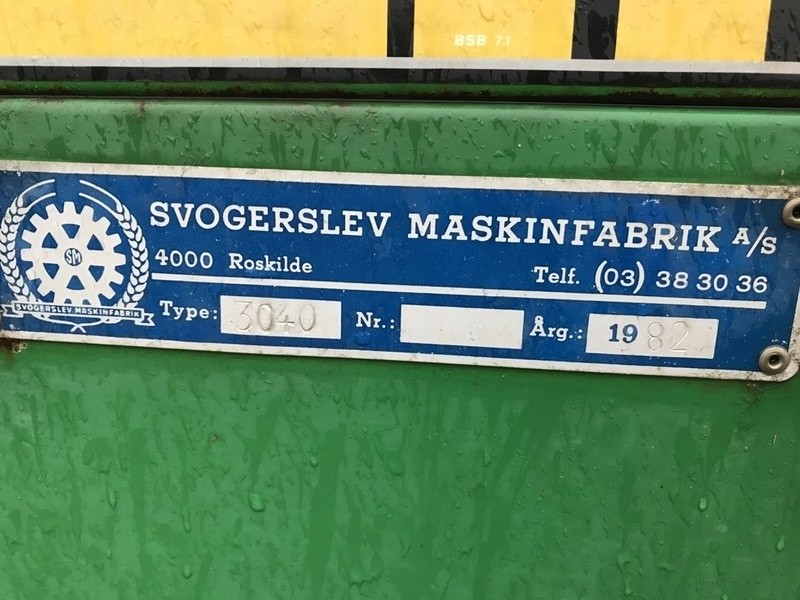 BSB 71
SVOGERSLEV MASKINFABRIK A/S
4000 Roskilde
Telf. (03) 38 30 36
SM
SVOGERSLEV MASKINFABRIK
Type: 3040 Nr.: Årg.: 1982